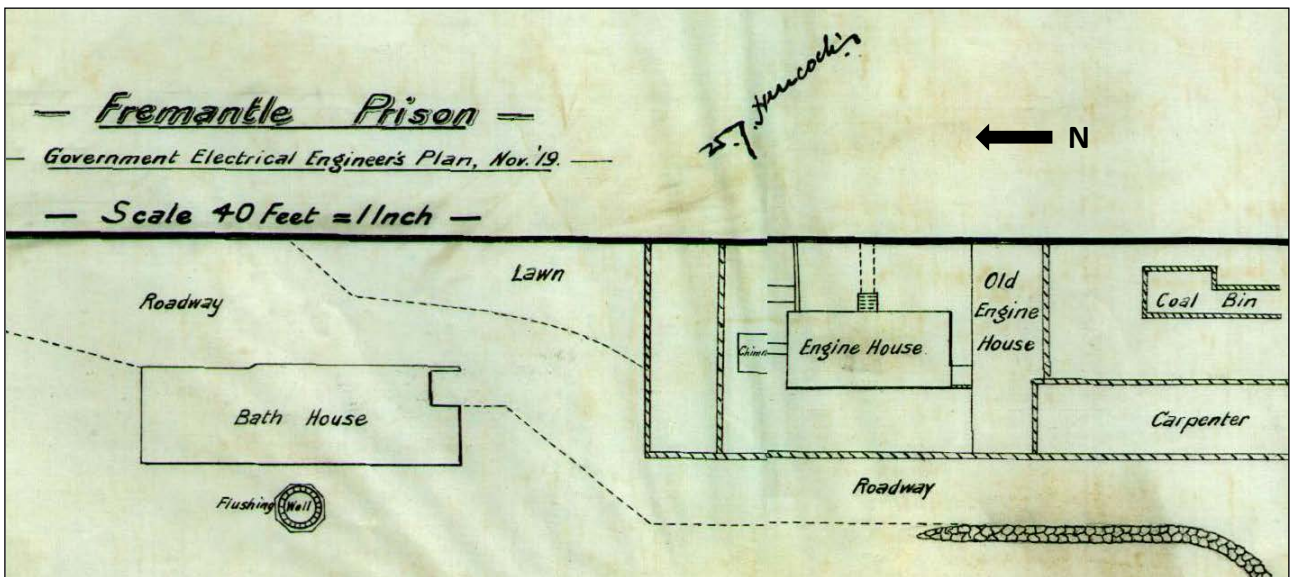 — Fremantle Prison —
— Government Electrical Engineer's Plan, Nov. '19. —
— Scale 40 Feet = 1 Inch —
N
Lawn
Roadway
Old
Engine
House
Coal Bin
Engine House
Bath House
Carpenter
Roadway
Flushing Well